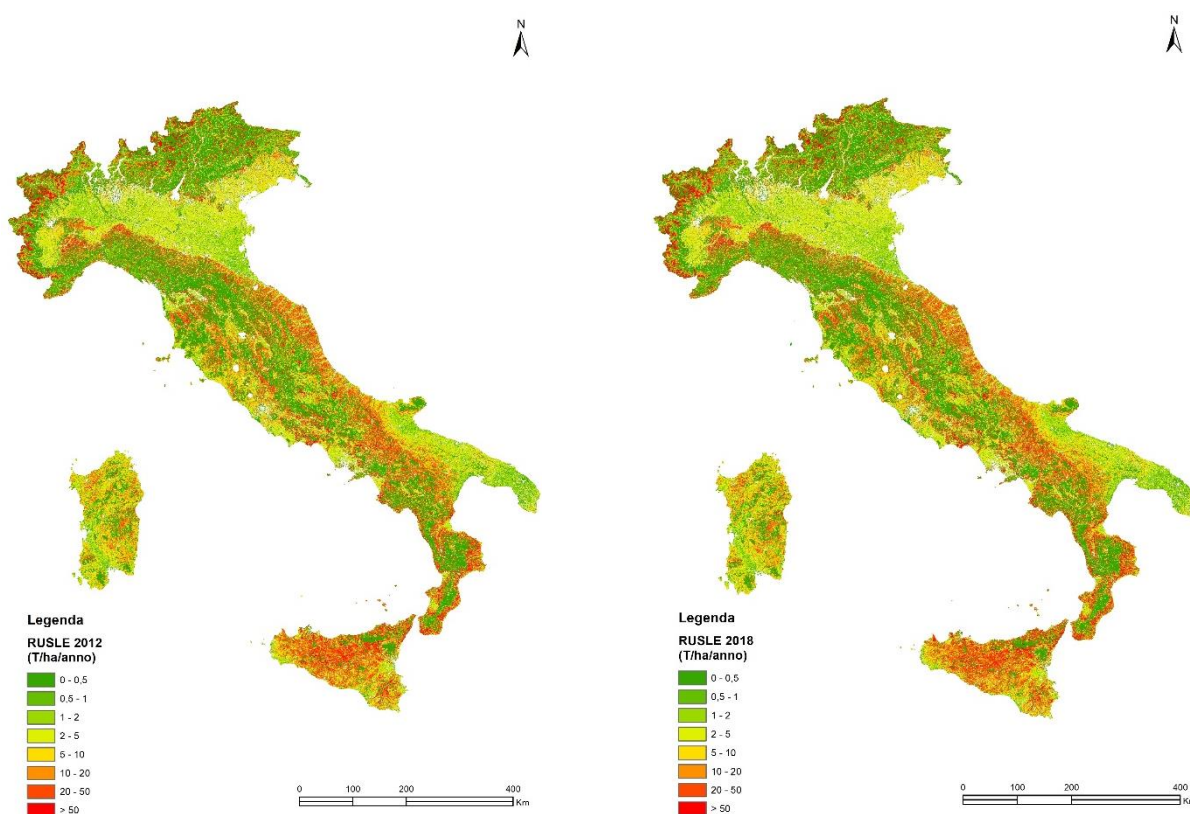 N
Legenda
RUSLE 2012
(T/ha/anno)
0 - 0,5
0,5 - 1
1 - 2
2 - 5
5 - 10
10 - 20
20 - 50
> 50
0 100 200 400
Km
N
Legenda
RUSLE 2018
(T/ha/anno)
0 - 0,5
0,5 - 1
1 - 2
2 - 5
5 - 10
10 - 20
20 - 50
> 50
0 100 200 400
Km